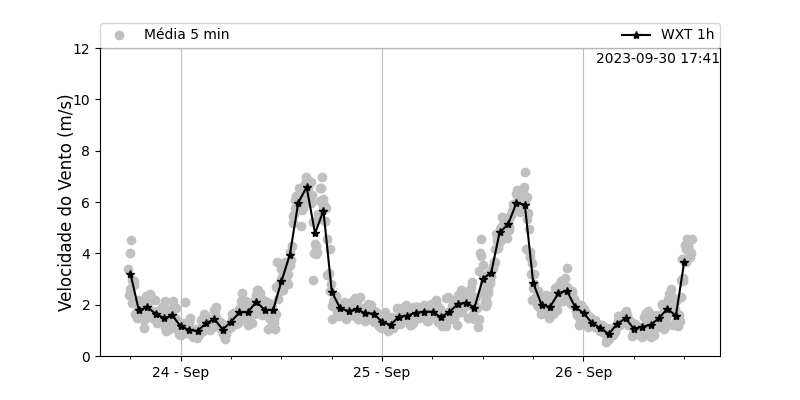 Média 5 min
WXT 1h
2023-09-30 17:41
Velocidade do Vento (m/s)
12
10
8
6
4
2
0
24 - Sep
25 - Sep
26 - Sep